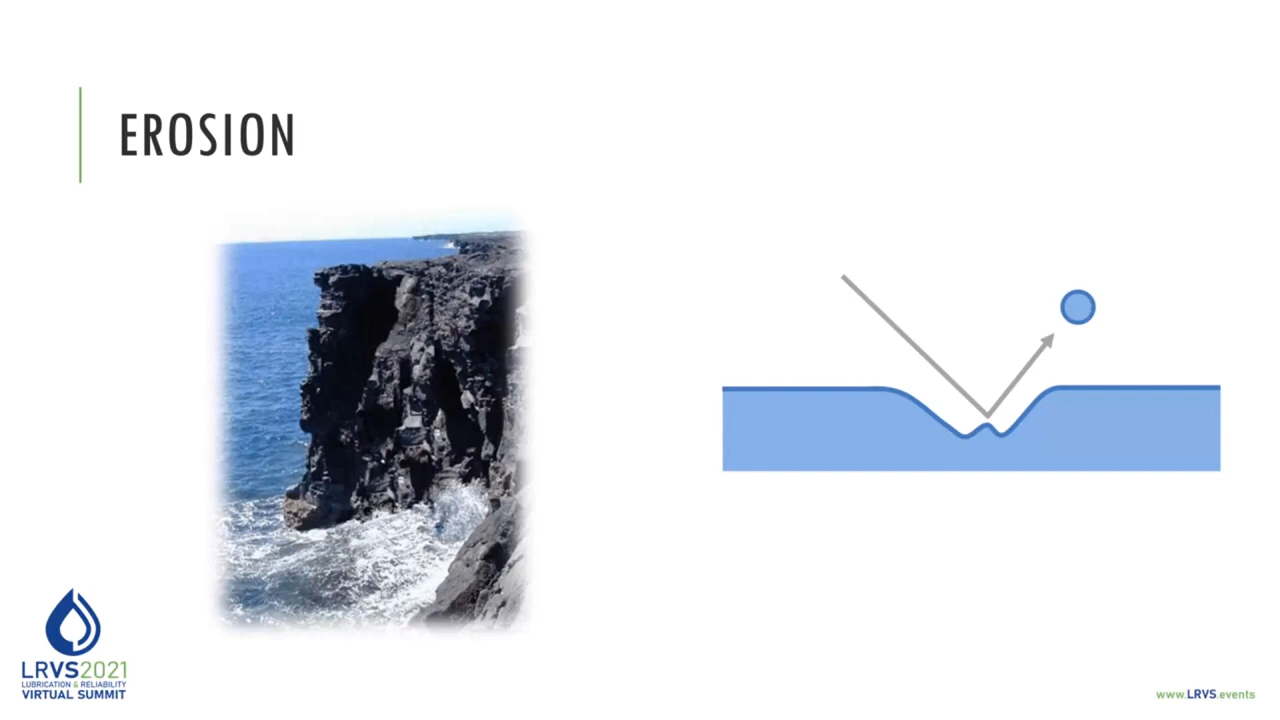 EROSION
LRVS2021
LUBRICATION & RELIABILITY
VIRTUAL SUMMIT
www.LRVS.events